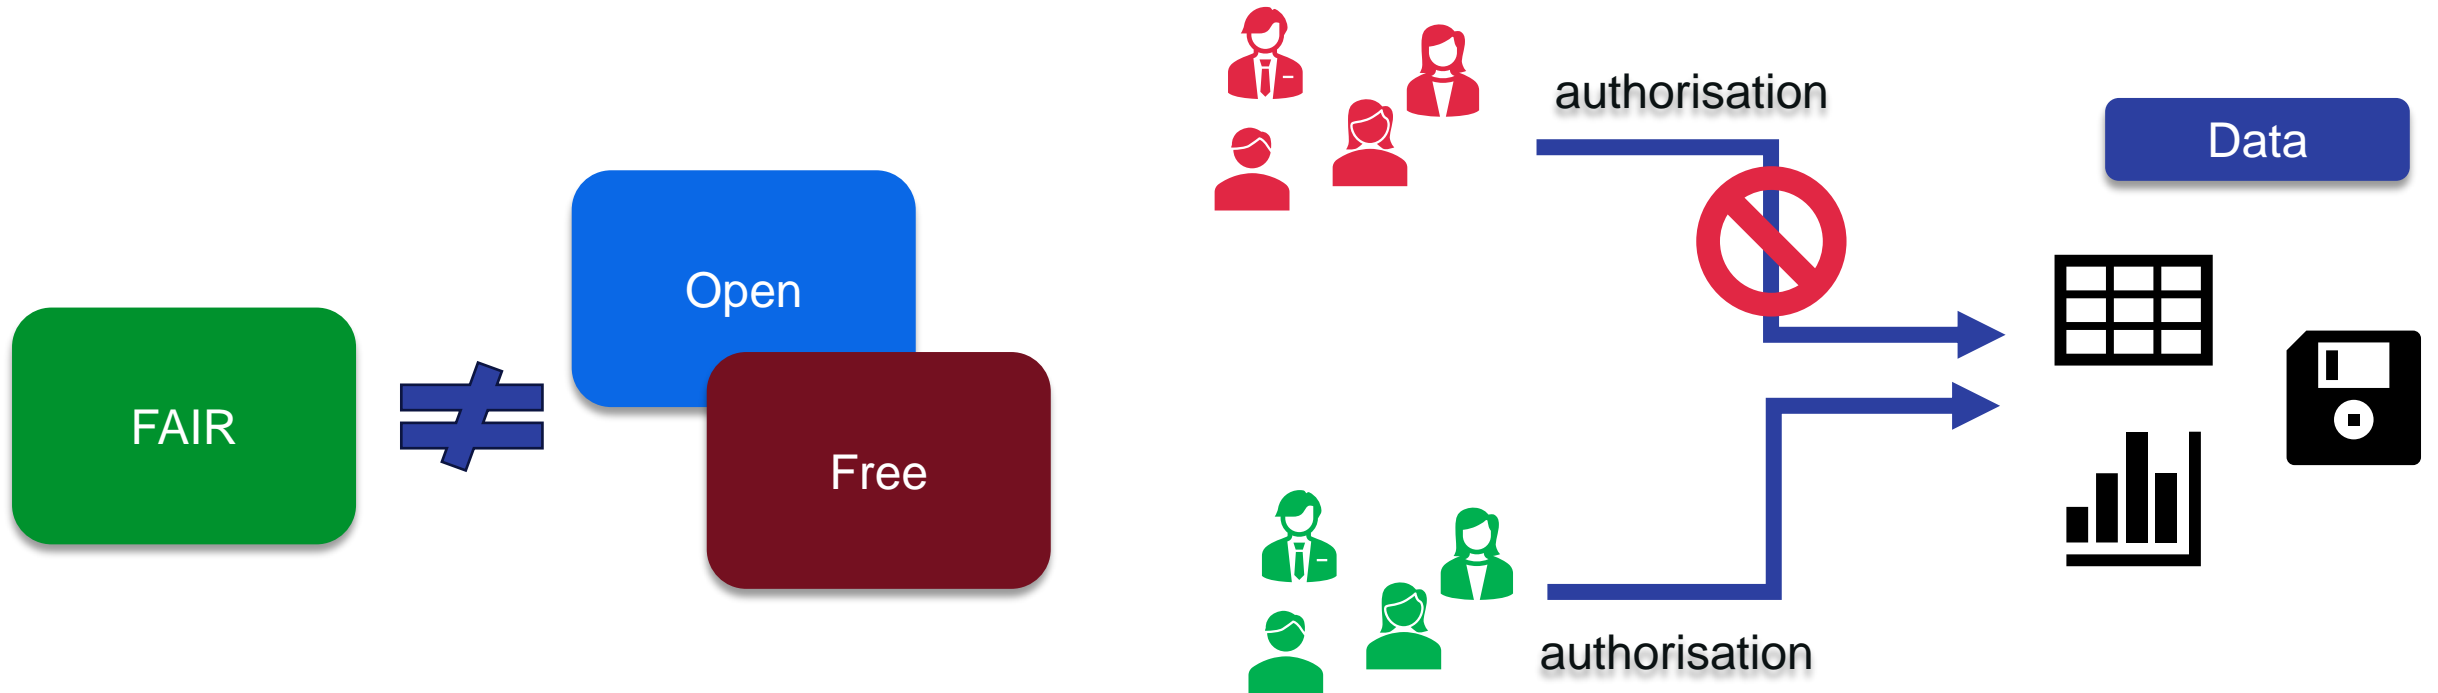 FAIR
Open
Free
authorisation
authorisation
Data